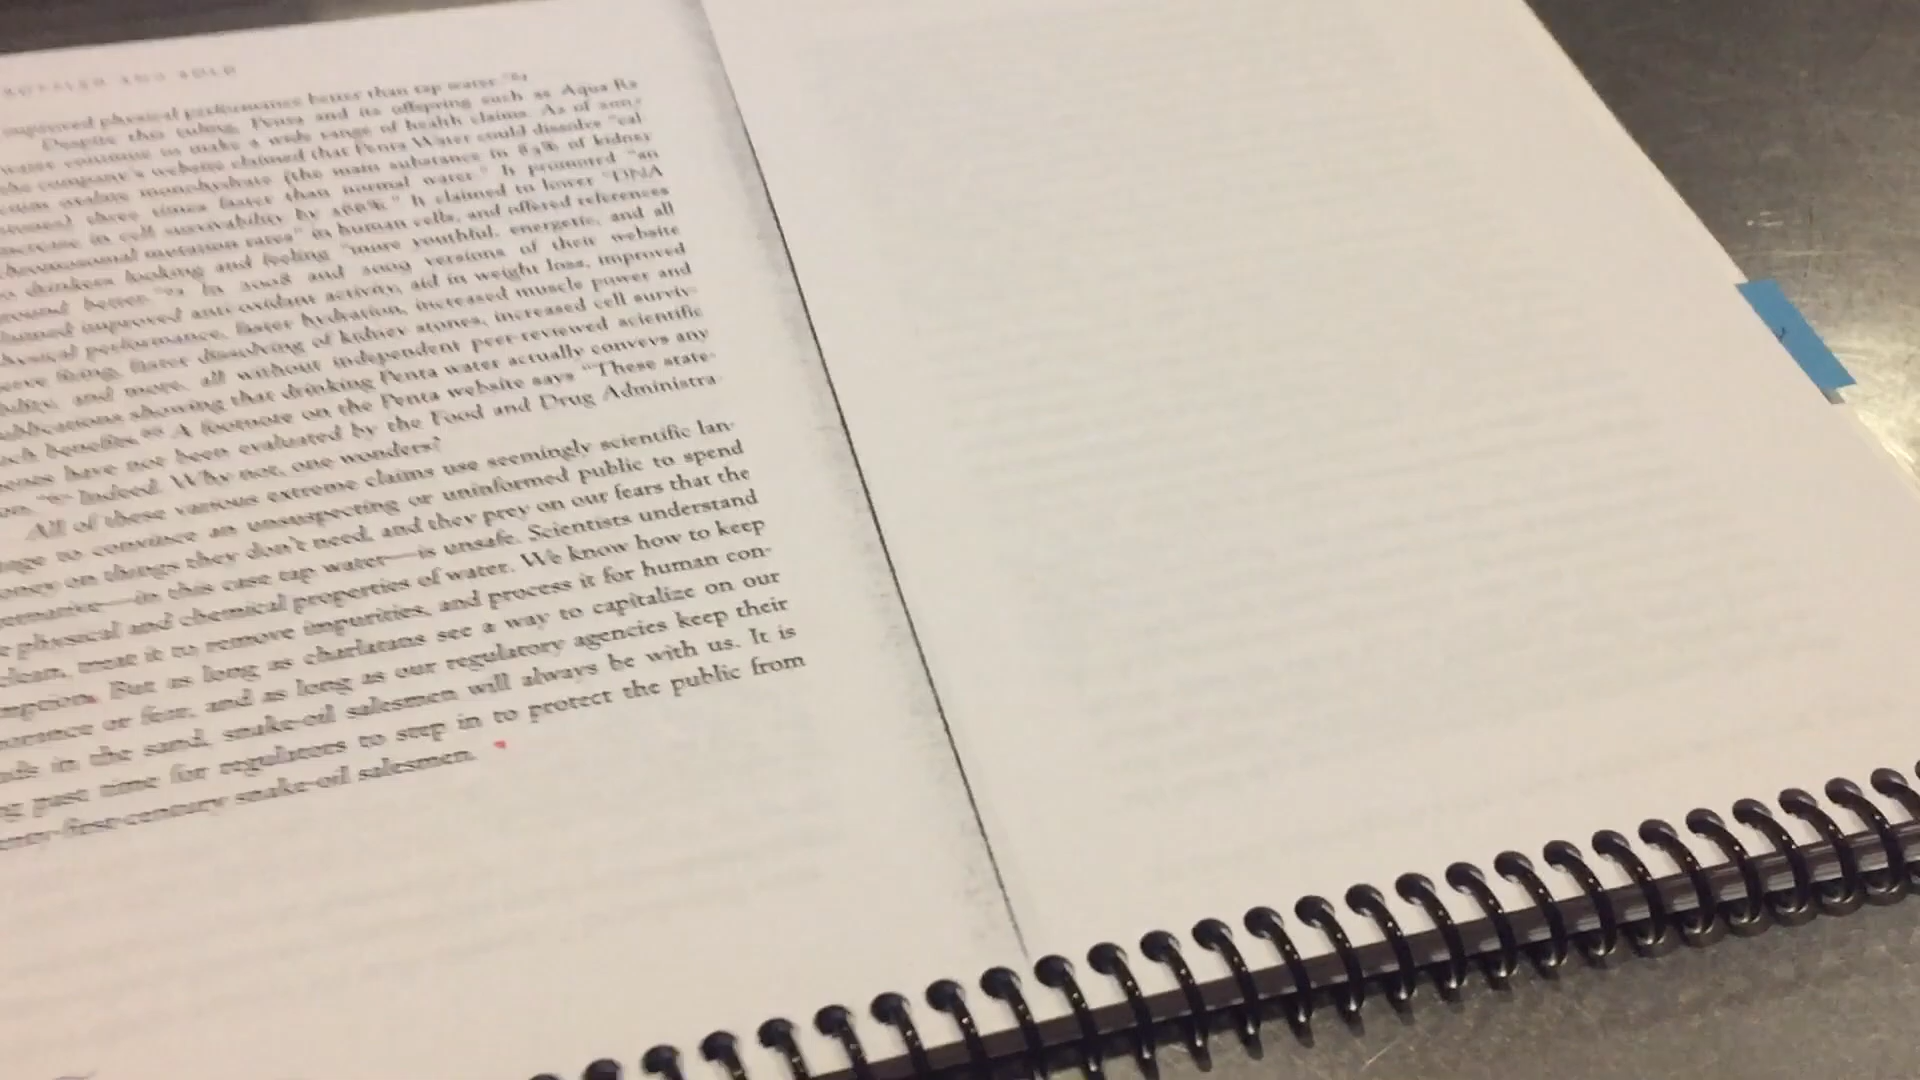 BOTTLED AND SOLD
improved physical performance better than tap water."
Despite this ruling, Penta and its offspring such as Aqua Rx
water continue to make a wide range of health claims. As of
the company's website claimed that Penta Water could dissolve "cal-
cium oxalate monohydrate (the main substance in 83% of kidney
stones) three times faster than normal water." It promoted "an
increase in cell survivability by 266%." It claimed to lower "DNA
chromosomal mutation rates" in human cells, and offered references
to drinkers looking and feeling "more youthful, energetic, and all
around better." In 2008 and 2009 versions of their website
claimed improved anti-oxidant activity, aid in weight loss, improved
physical performance, faster hydration, increased muscle power and
nerve firing, faster dissolving of kidney stones, increased cell surviv-
ability, and more, all without independent peer-reviewed scientific
publications showing that drinking Penta water actually conveys any
such benefits. A footnote on the Penta website says "These state-
ments have not been evaluated by the Food and Drug Administra-
on." Indeed. Why not, one wonders?
All of these various extreme claims use seemingly scientific lan-
uage to convince an unsuspecting or uninformed public to spend
oney on things they don't need, and they prey on our fears that the
ernative—in this case tap water—is unsafe. Scientists understand
e physical and chemical properties of water. We know how to keep
clean, treat it to remove impurities, and process it for human con-
mption. But as long as charlatans see a way to capitalize on our
norance or fear, and as long as our regulatory agencies keep their
ads in the sand, snake-oil salesmen will always be with us. It is
ng past time for regulators to step in to protect the public from
enty-first-century snake-oil salesmen.